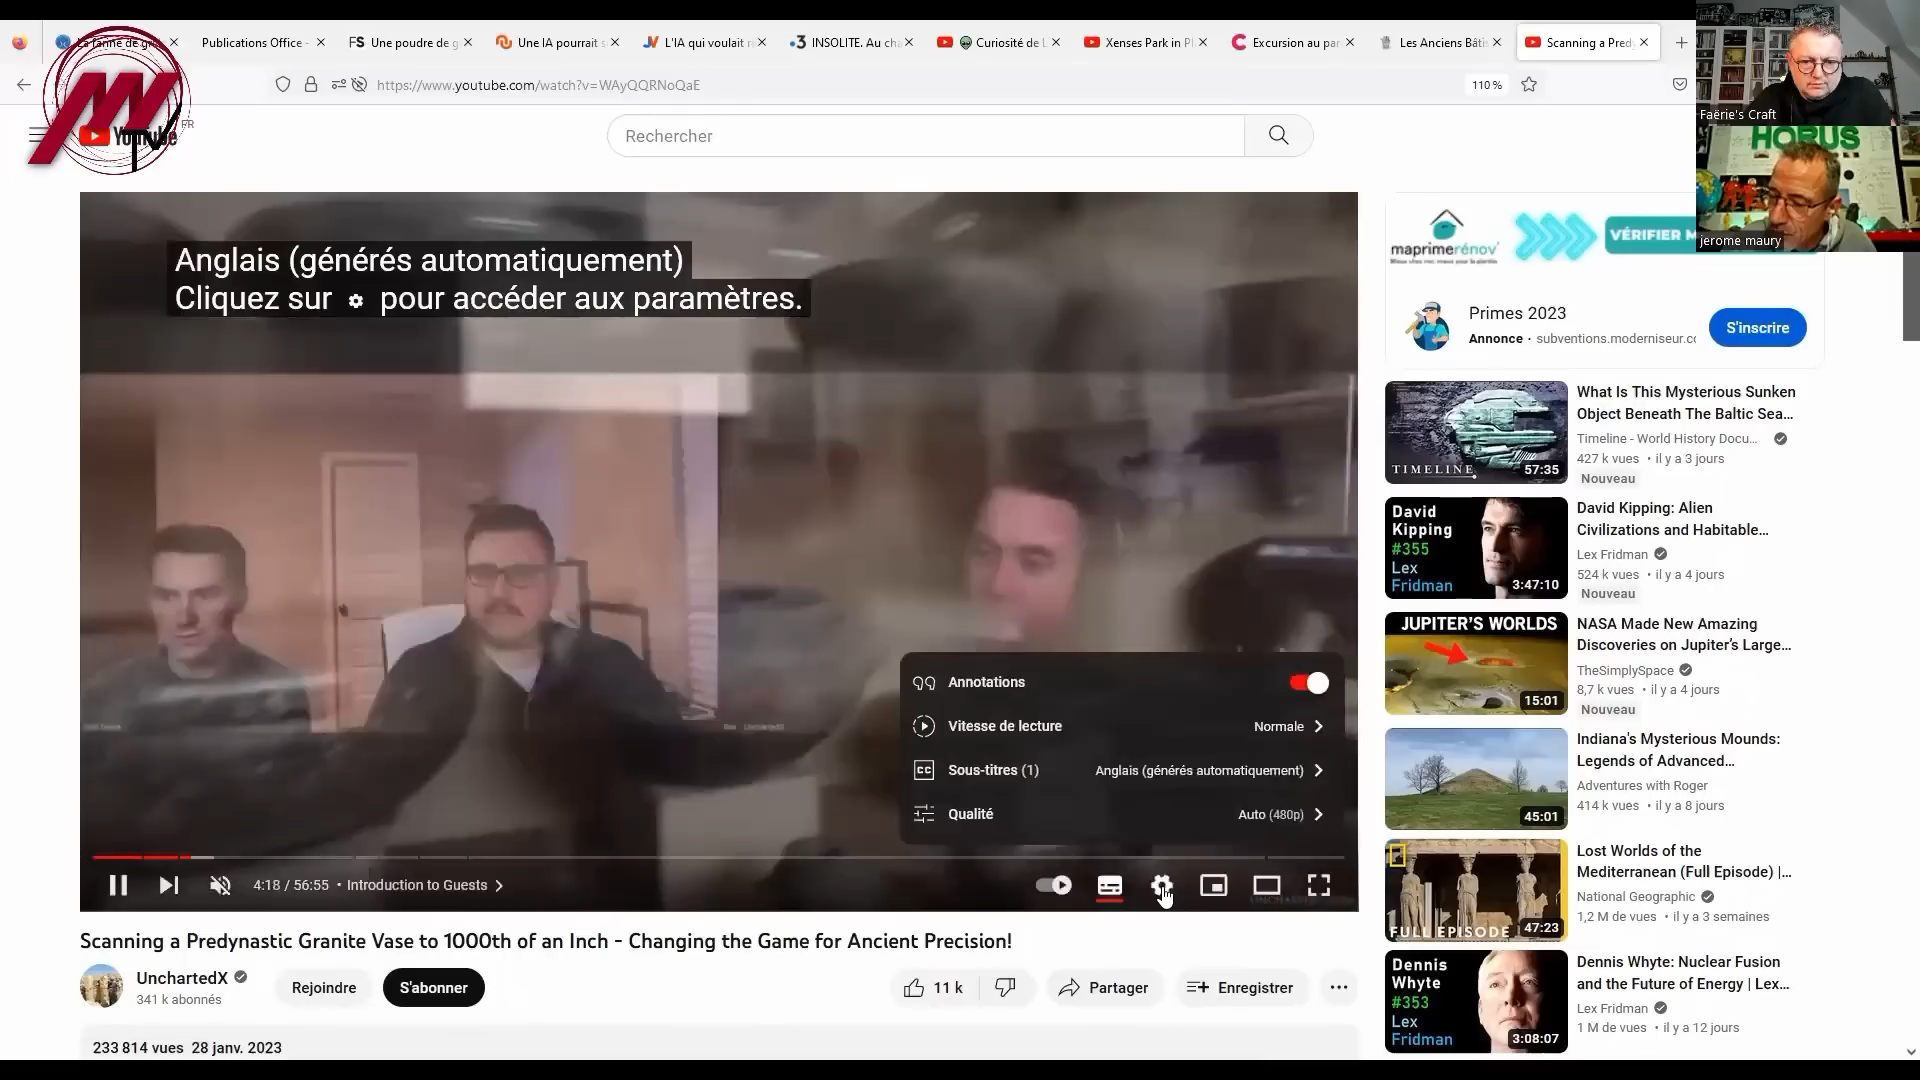 La panne de gr
Publications Office -
FS Une poudre de g
Une IA pourrait s
L'IA qui voulait r
3 INSOLITE. Au cha
Curiosité de L
Xenses Park in Pl
Excursion au par
Les Anciens Bâtis
Scanning a Pred
https://www.youtube.com/watch?v=WAyQQRNoQaE
110 %
Faërie's Craft
HORUS
jerome maury
YouTube
FR
Rechercher
Anglais (générés automatiquement)
Cliquez sur pour accéder aux paramètres.
Annotations
Vitesse de lecture Normale
Sous-titres (1) Anglais (générés automatiquement)
Qualité Auto (480p)
4:18 / 56:55 • Introduction to Guests
Scanning a Predynastic Granite Vase to 1000th of an Inch - Changing the Game for Ancient Precision!
UnchartedX
341 k abonnés
Rejoindre
S'abonner
11 k
Partager
Enregistrer
233 814 vues 28 janv. 2023
maprimerénov'
VÉRIFIER M
Primes 2023
Annonce • subventions.moderniseur.co
S'inscrire
TIMELINE
57:35
What Is This Mysterious Sunken
Object Beneath The Baltic Sea...
Timeline - World History Docu...
427 k vues • il y a 3 jours
Nouveau
David
Kipping
#355
Lex
Fridman
3:47:10
David Kipping: Alien
Civilizations and Habitable...
Lex Fridman
524 k vues • il y a 4 jours
Nouveau
JUPITER'S WORLDS
15:01
NASA Made New Amazing
Discoveries on Jupiter's Large...
TheSimplySpace
8,7 k vues • il y a 4 jours
Nouveau
45:01
Indiana's Mysterious Mounds:
Legends of Advanced...
Adventures with Roger
414 k vues • il y a 8 jours
FULL EPISODE
47:23
Lost Worlds of the
Mediterranean (Full Episode) |...
National Geographic
1,2 M de vues • il y a 3 semaines
Dennis
Whyte
#353
Lex
Fridman
3:08:07
Dennis Whyte: Nuclear Fusion
and the Future of Energy | Lex...
Lex Fridman
1 M de vues • il y a 12 jours